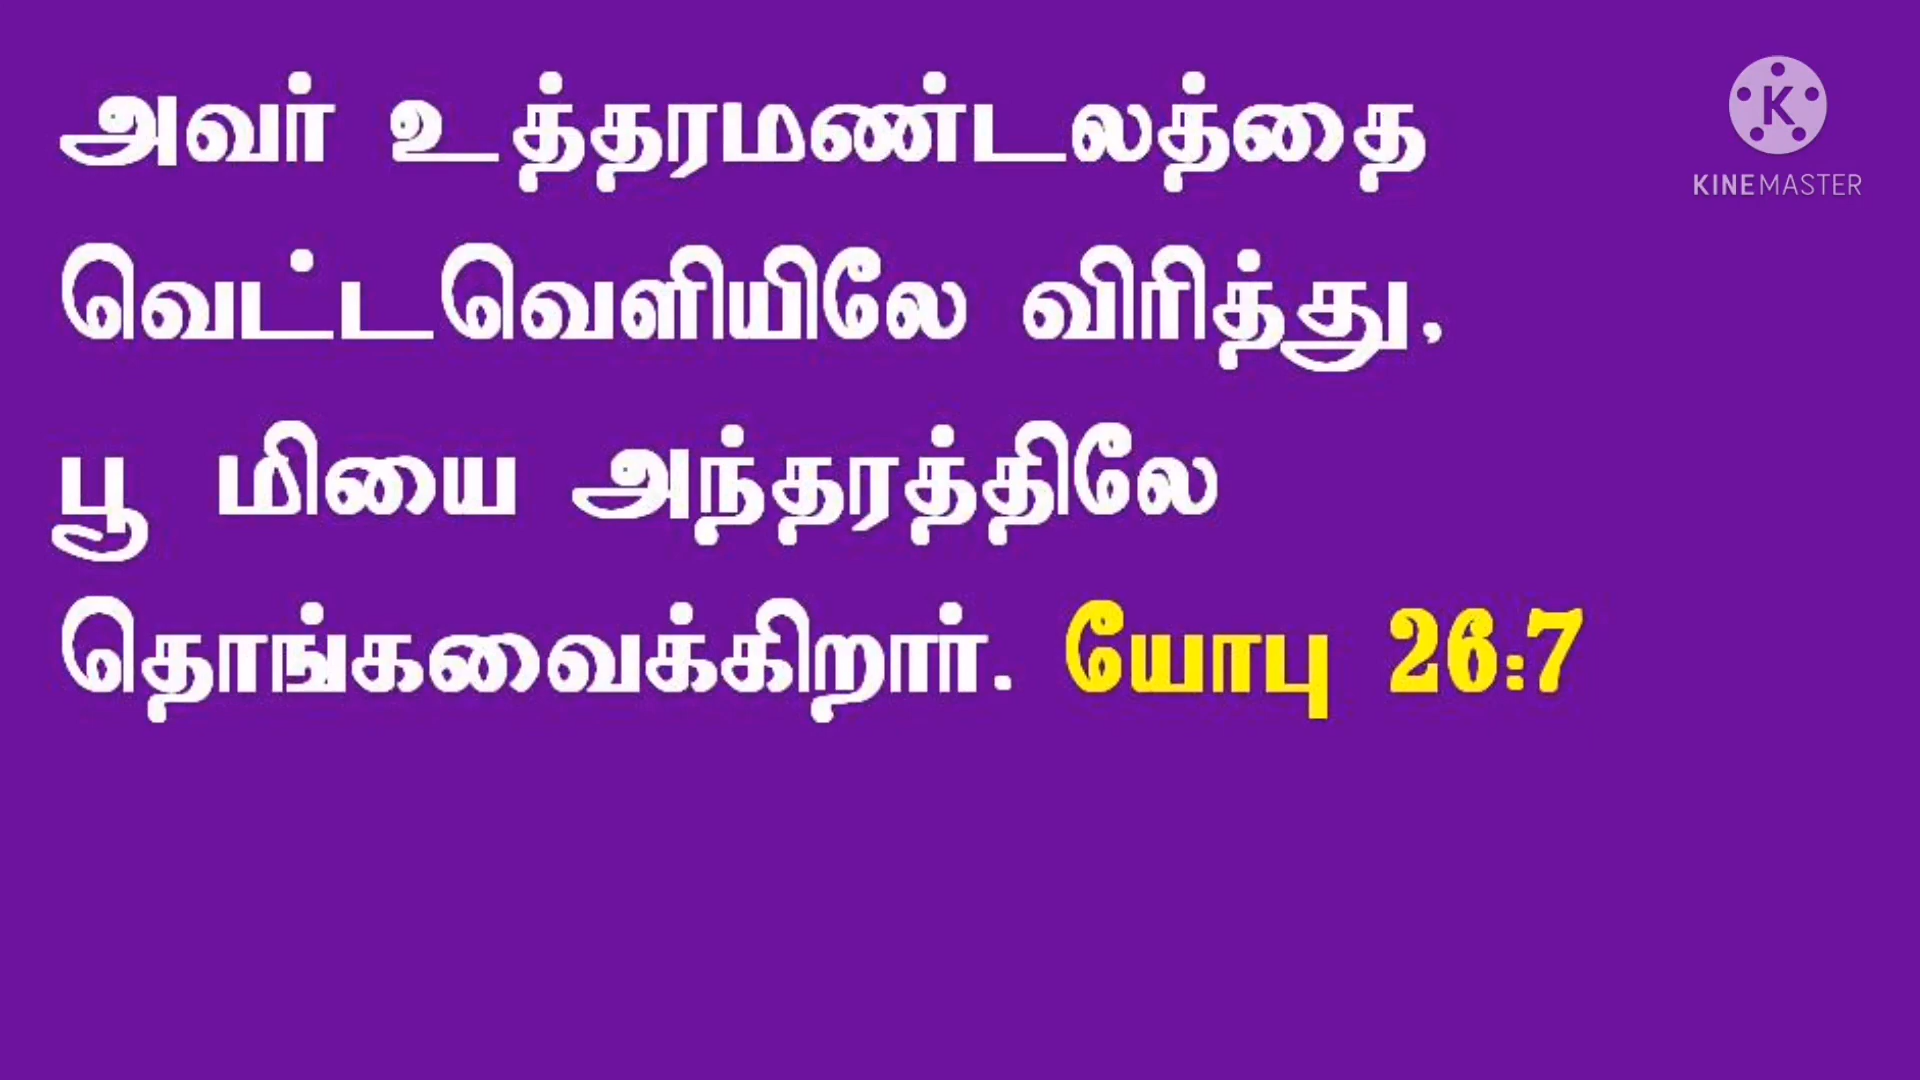 அவர் உத்தரமண்டலத்தை
வெட்டவெளியிலே விரித்து,
பூ மியை அந்தரத்திலே
தொங்கவைக்கிறார். யோபு 26:7
K
KINEMASTER